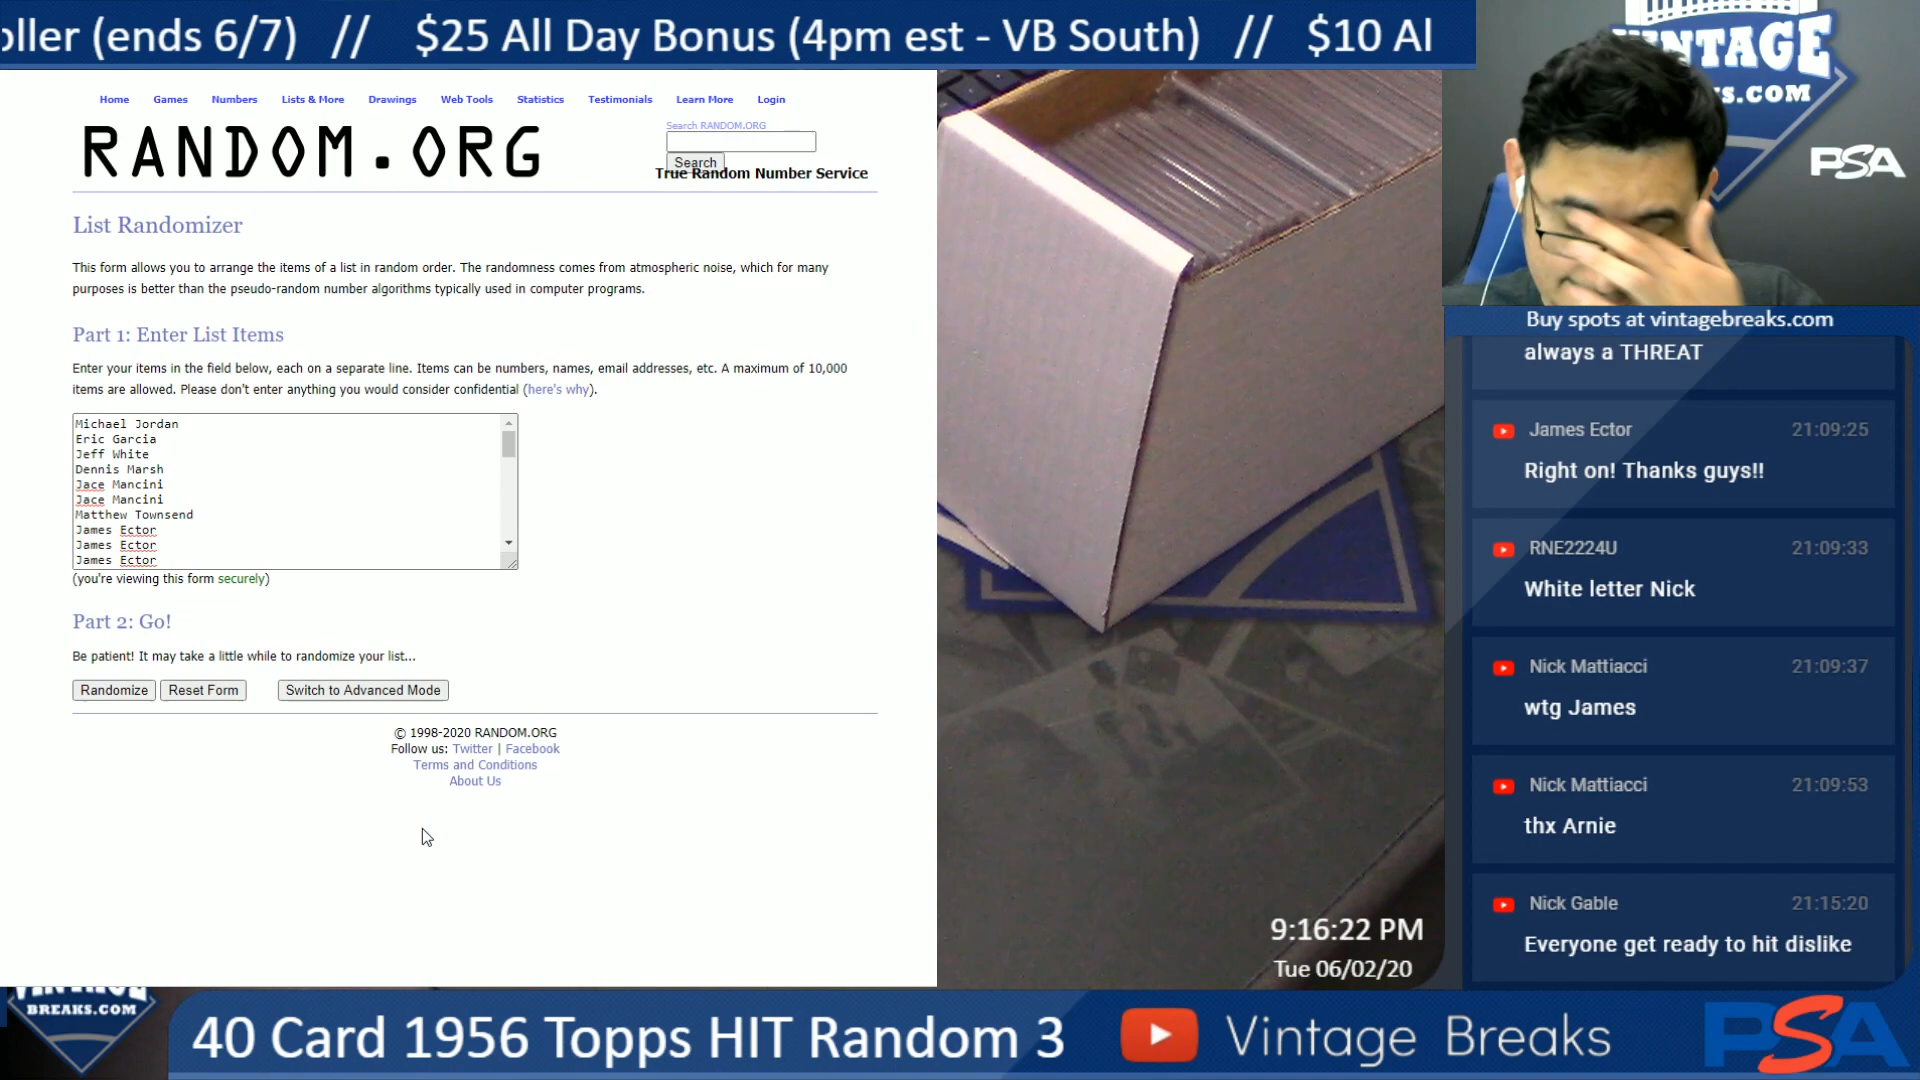 oller (ends 6/7) // $25 All Day Bonus (4pm est - VB South) // $10 Al
Home Games Numbers Lists & More Drawings Web Tools Statistics Testimonials Learn More Login
RANDOM.ORG
Search RANDOM.ORG
Search
True Random Number Service
List Randomizer
This form allows you to arrange the items of a list in random order. The randomness comes from atmospheric noise, which for many
purposes is better than the pseudo-random number algorithms typically used in computer programs.
Part 1: Enter List Items
Enter your items in the field below, each on a separate line. Items can be numbers, names, email addresses, etc. A maximum of 10,000
items are allowed. Please don't enter anything you would consider confidential (here's why).
Michael Jordan
Eric Garcia
Jeff White
Dennis Marsh
Jace Mancini
Jace Mancini
Matthew Townsend
James Ector
James Ector
James Ector
(you're viewing this form securely)
Part 2: Go!
Be patient! It may take a little while to randomize your list...
Randomize Reset Form Switch to Advanced Mode
© 1998-2020 RANDOM.ORG
Follow us: Twitter | Facebook
Terms and Conditions
About Us
9:16:22 PM
Tue 06/02/20
VINTAGE
S.COM
PSA
Buy spots at vintagebreaks.com
always a THREAT
James Ector 21:09:25
Right on! Thanks guys!!
RNE2224U 21:09:33
White letter Nick
Nick Mattiacci 21:09:37
wtg James
Nick Mattiacci 21:09:53
thx Arnie
Nick Gable 21:15:20
Everyone get ready to hit dislike
VINTAGE
BREAKS.COM
40 Card 1956 Topps HIT Random 3
Vintage Breaks
PSA